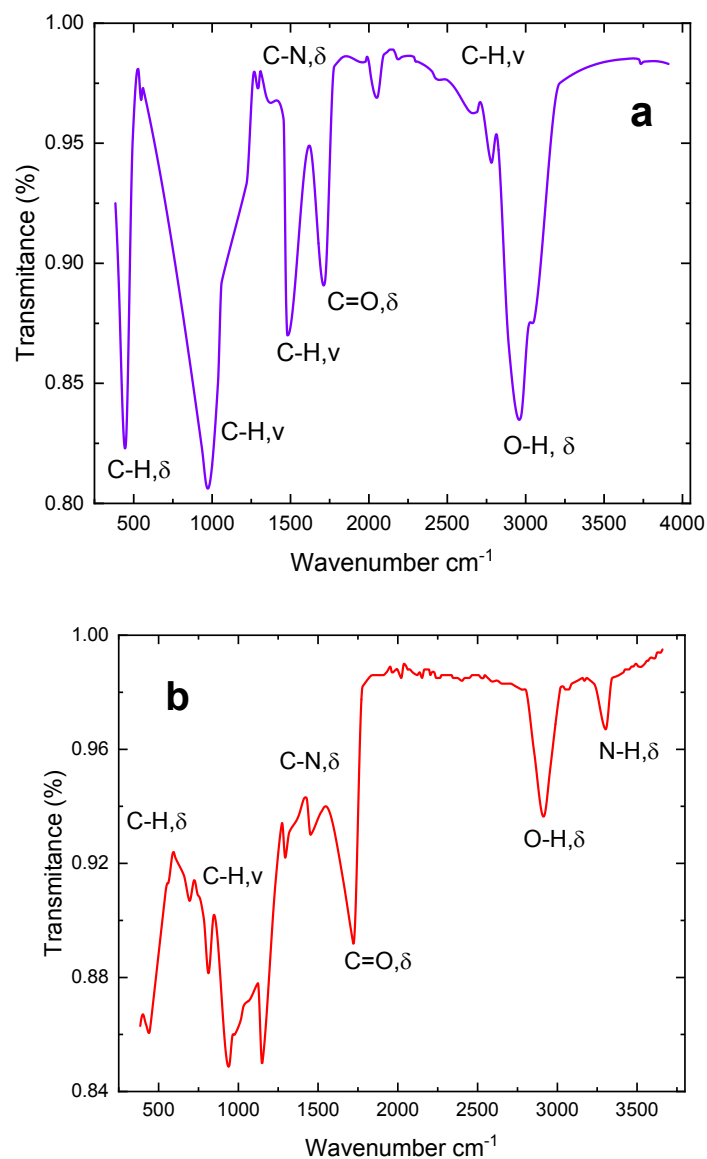 1.00
0.95
0.90
0.85
0.80
Transmitance (%)
C-N,δ
C-H,v
a
C=O,δ
C-H,v
C-H,v
O-H, δ
C-H,δ
500 1000 1500 2000 2500 3000 3500 4000
Wavenumber cm⁻¹
1.00
0.96
0.92
0.88
0.84
Transmitance (%)
b
C-N,δ
N-H,δ
C-H,δ
O-H,δ
C-H,v
C=O,δ
500 1000 1500 2000 2500 3000 3500
Wavenumber cm⁻¹